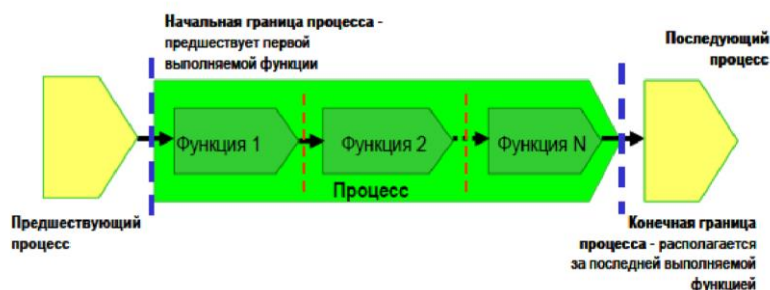 Начальная граница процесса -
предшествует первой
выполняемой функции
Последующий
процесс
Функция 1
Функция 2
Функция N
Процесс
Предшествующий
процесс
Конечная граница
процесса - располагается
за последней выполняемой
функцией